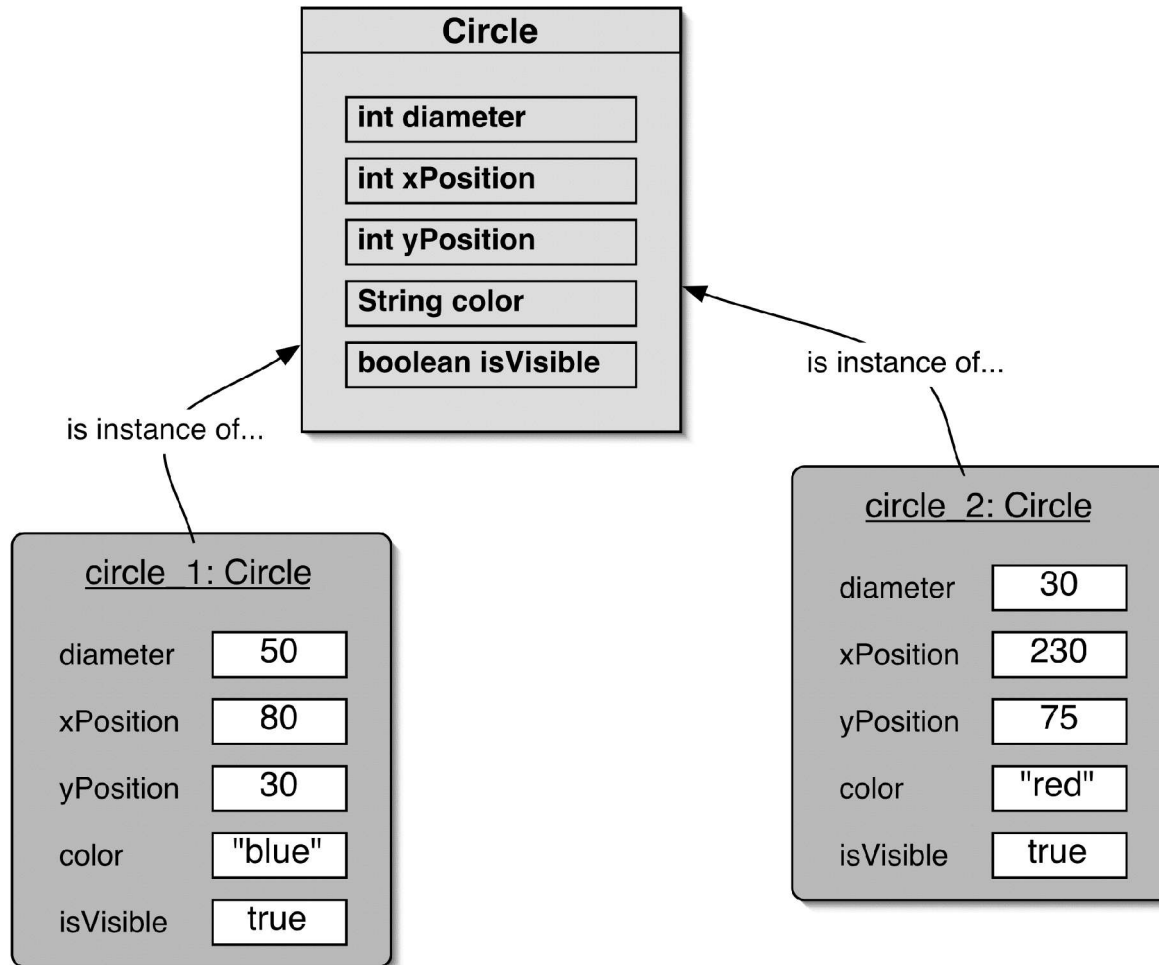 Circle
int diameter
int xPosition
int yPosition
String color
boolean isVisible
is instance of...
is instance of...
circle_1: Circle
diameter 50
xPosition 80
yPosition 30
color "blue"
isVisible true
circle_2: Circle
diameter 30
xPosition 230
yPosition 75
color "red"
isVisible true